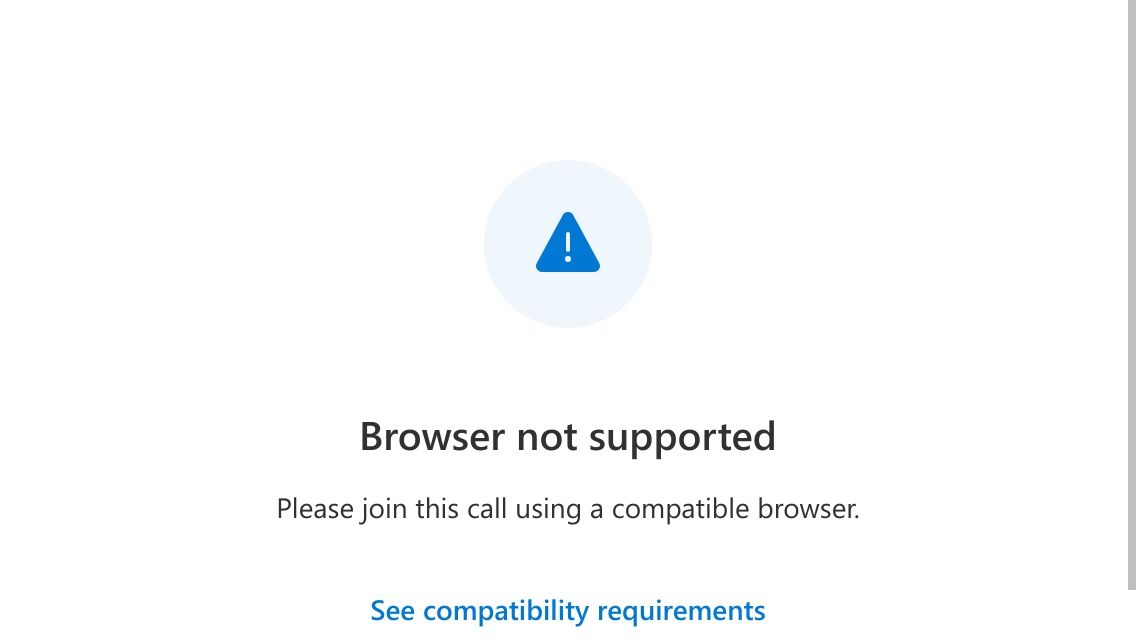 Browser not supported
Please join this call using a compatible browser.
See compatibility requirements